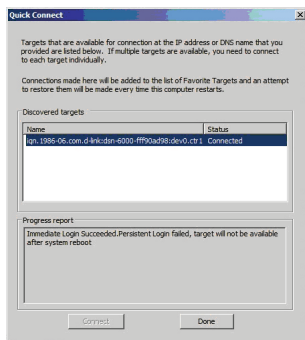 Quick Connect
Targets that are available for connection at the IP address or DNS name that you
provided are listed below. If multiple targets are available, you need to connect
to each target individually.
Connections made here will be added to the list of Favorite Targets and an attempt
to restore them will be made every time this computer restarts.
Discovered targets
Name Status
iqn.1986-06.com.d-link:dsn-6000-fff90ad98:dev0.ctr1 Connected
Progress report
Immediate Login Succeeded.Persistent Login failed, target will not be available
after system reboot
Connect Done